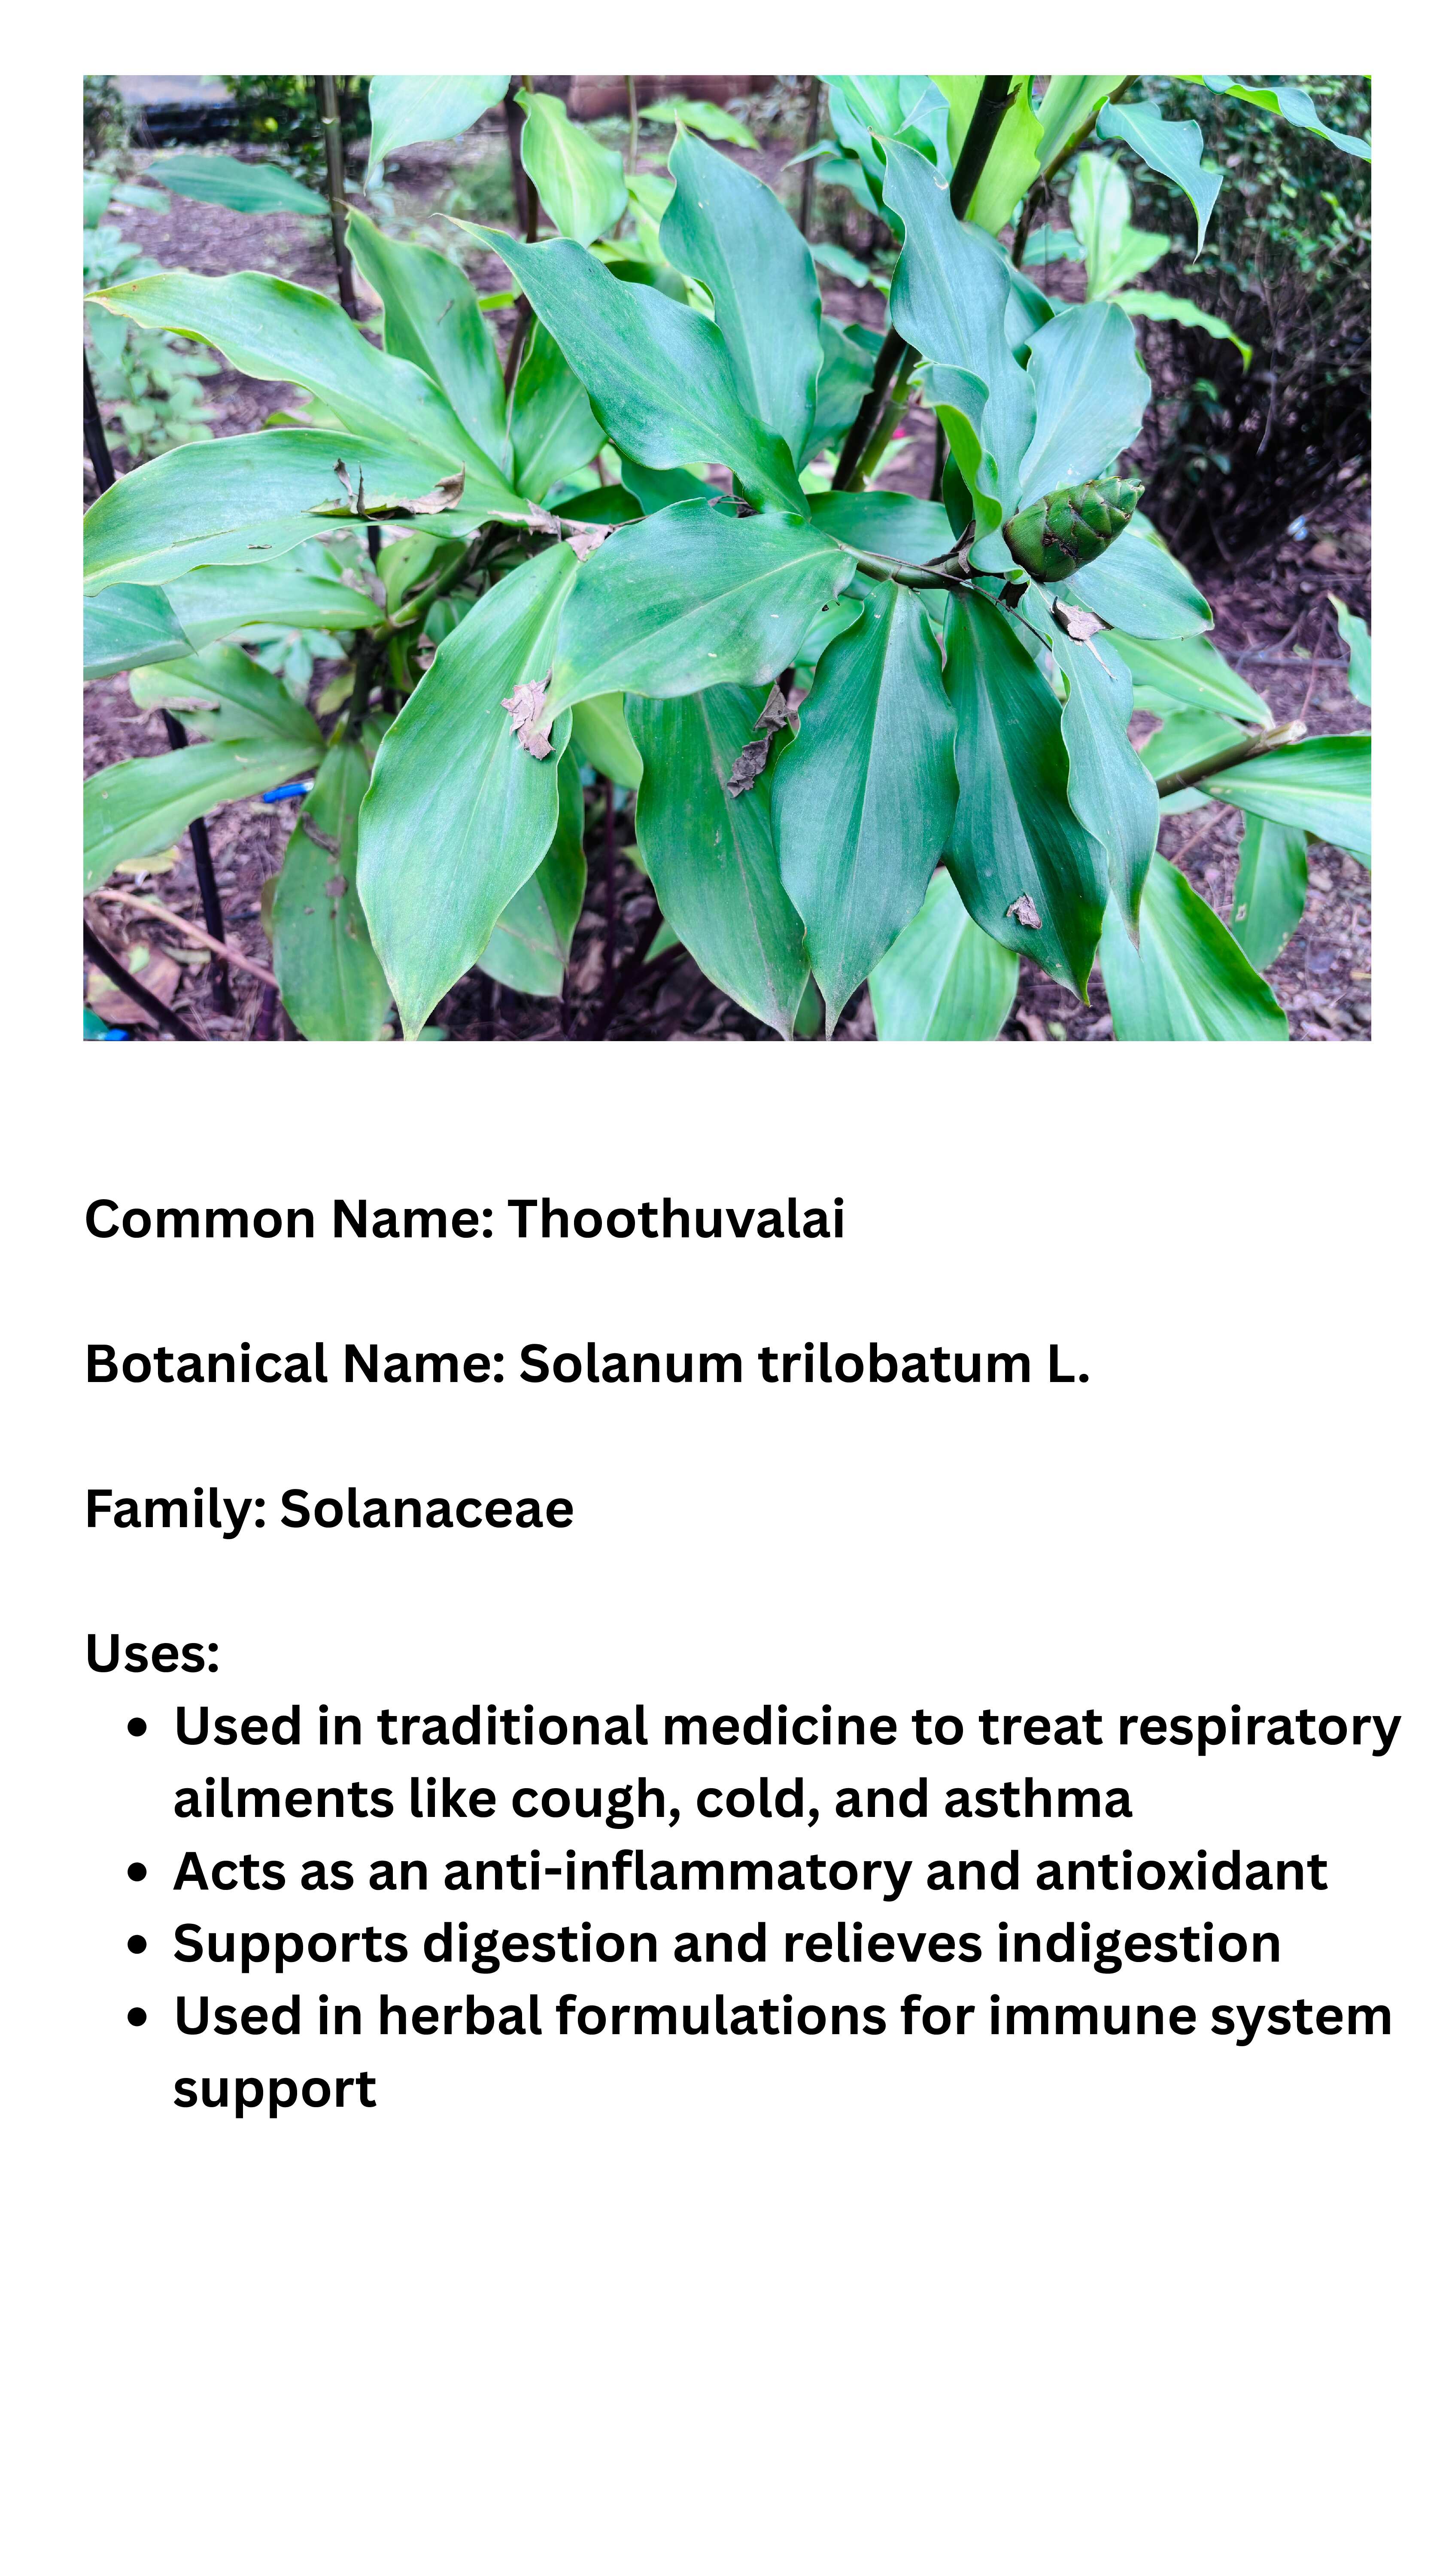 Common Name: Thoothuvalai
Botanical Name: Solanum trilobatum L.
Family: Solanaceae
Uses:
• Used in traditional medicine to treat respiratory
ailments like cough, cold, and asthma
• Acts as an anti-inflammatory and antioxidant
• Supports digestion and relieves indigestion
• Used in herbal formulations for immune system
support